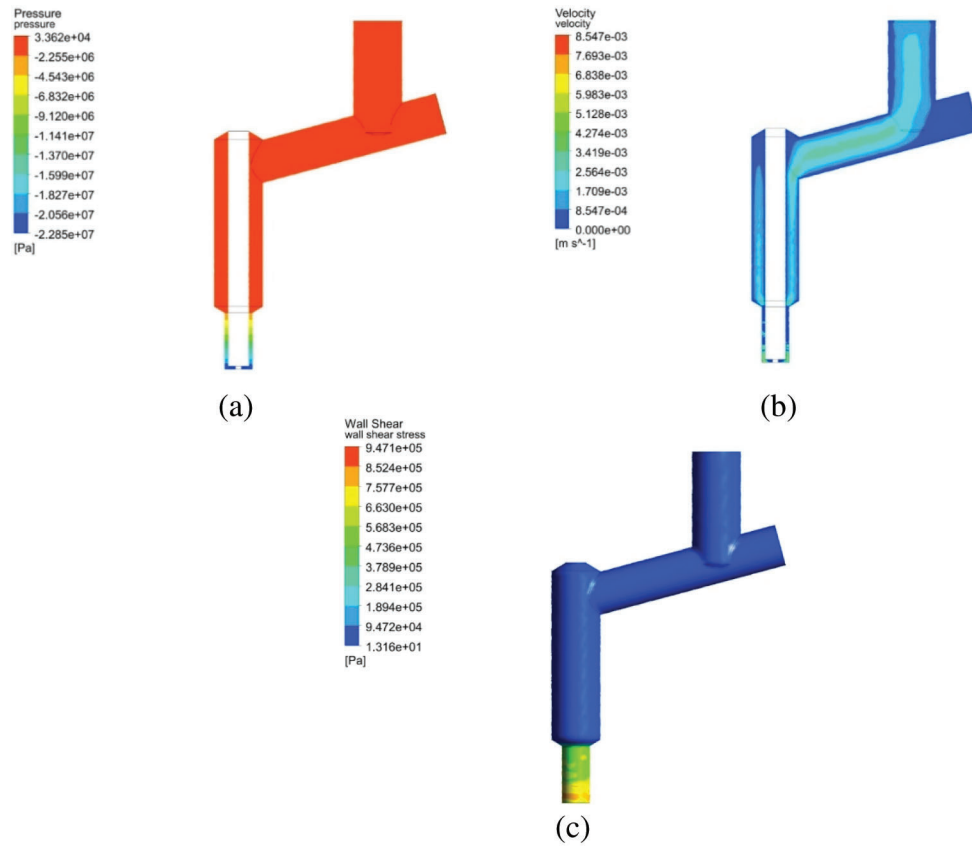 Pressure
pressure
3.362e+04
-2.255e+06
-4.543e+06
-6.832e+06
-9.120e+06
-1.141e+07
-1.370e+07
-1.599e+07
-1.827e+07
-2.056e+07
-2.285e+07
[Pa]
(a)
Velocity
velocity
8.547e-03
7.693e-03
6.838e-03
5.983e-03
5.128e-03
4.274e-03
3.419e-03
2.564e-03
1.709e-03
8.547e-04
0.000e+00
[m s^-1]
(b)
Wall Shear
wall shear stress
9.471e+05
8.524e+05
7.577e+05
6.630e+05
5.683e+05
4.736e+05
3.789e+05
2.841e+05
1.894e+05
9.472e+04
1.316e+01
[Pa]
(c)